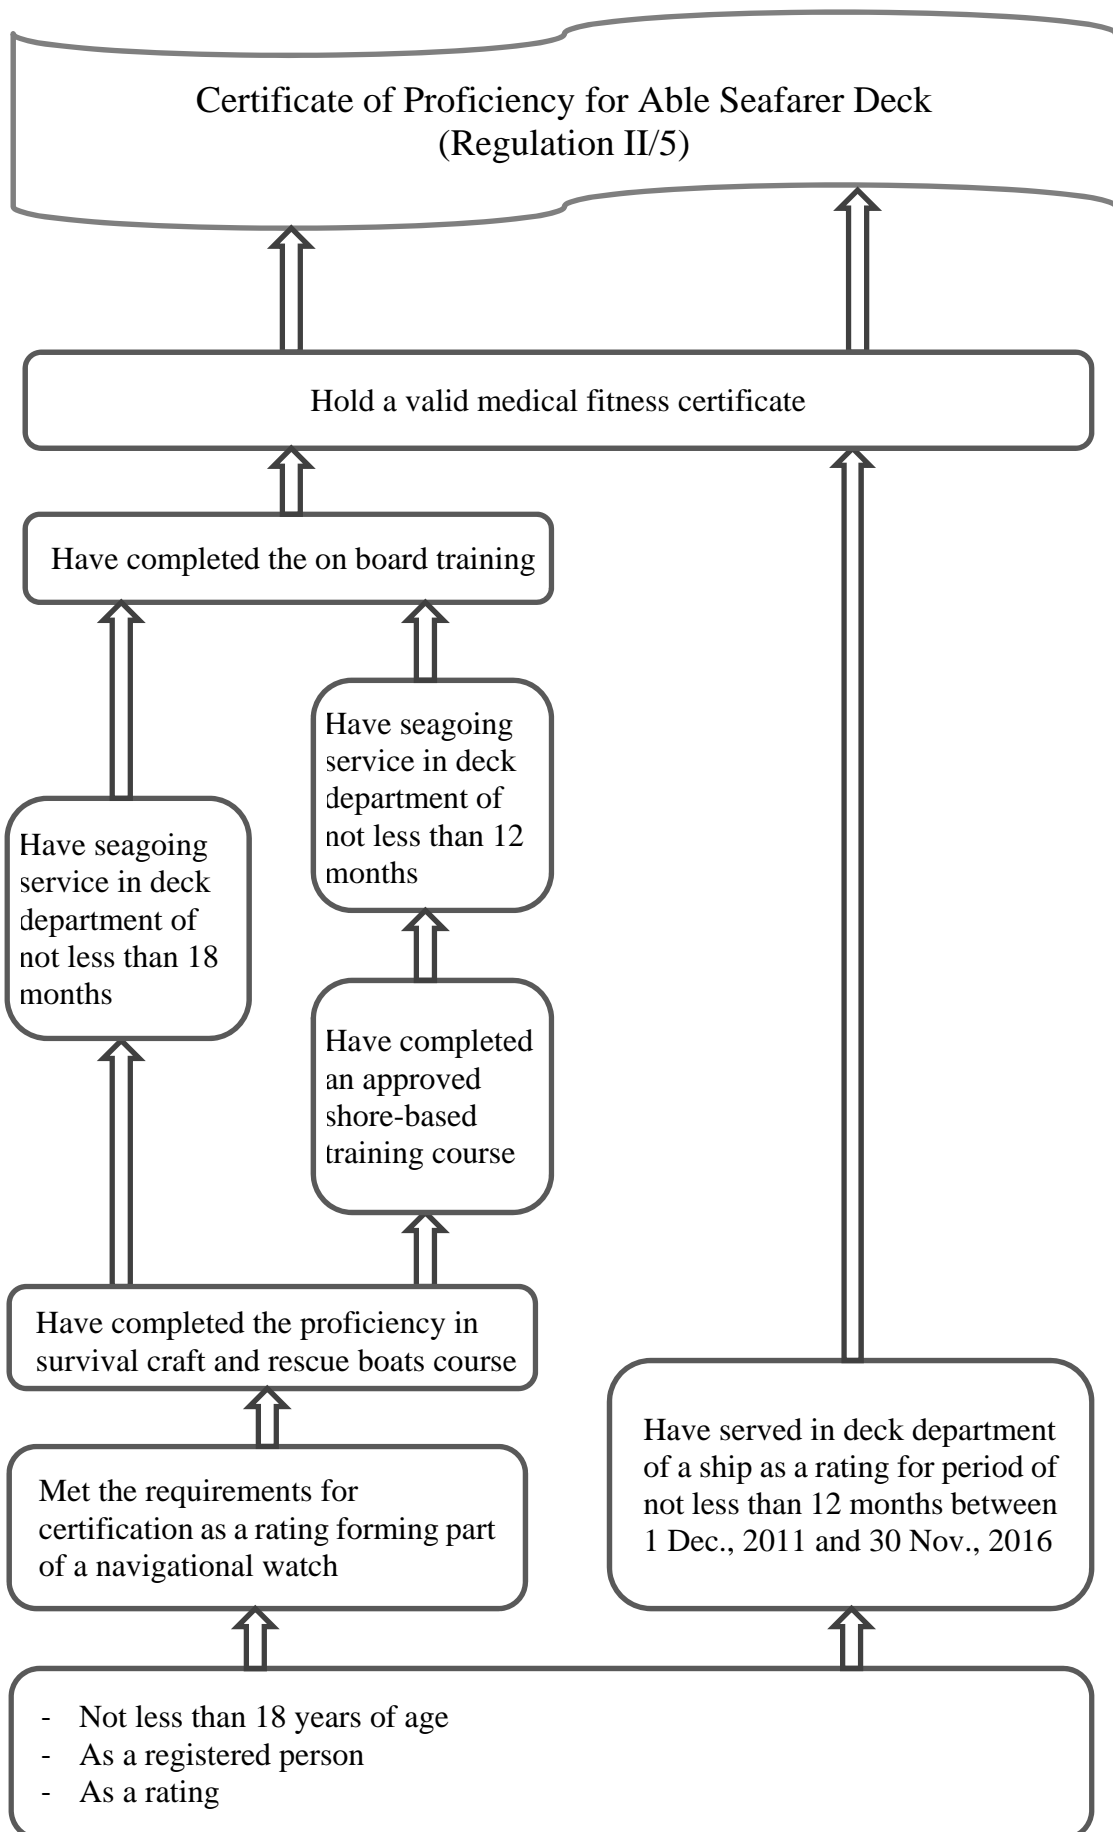 Certificate of Proficiency for Able Seafarer Deck
(Regulation II/5)
Hold a valid medical fitness certificate
Have completed the on board training
Have seagoing
service in deck
department of
not less than 12
months
Have seagoing
service in deck
department of
not less than 18
months
Have completed
an approved
shore-based
training course
Have completed the proficiency in
survival craft and rescue boats course
Have served in deck department
of a ship as a rating for period of
not less than 12 months between
1 Dec., 2011 and 30 Nov., 2016
Met the requirements for
certification as a rating forming part
of a navigational watch
- Not less than 18 years of age
- As a registered person
- As a rating